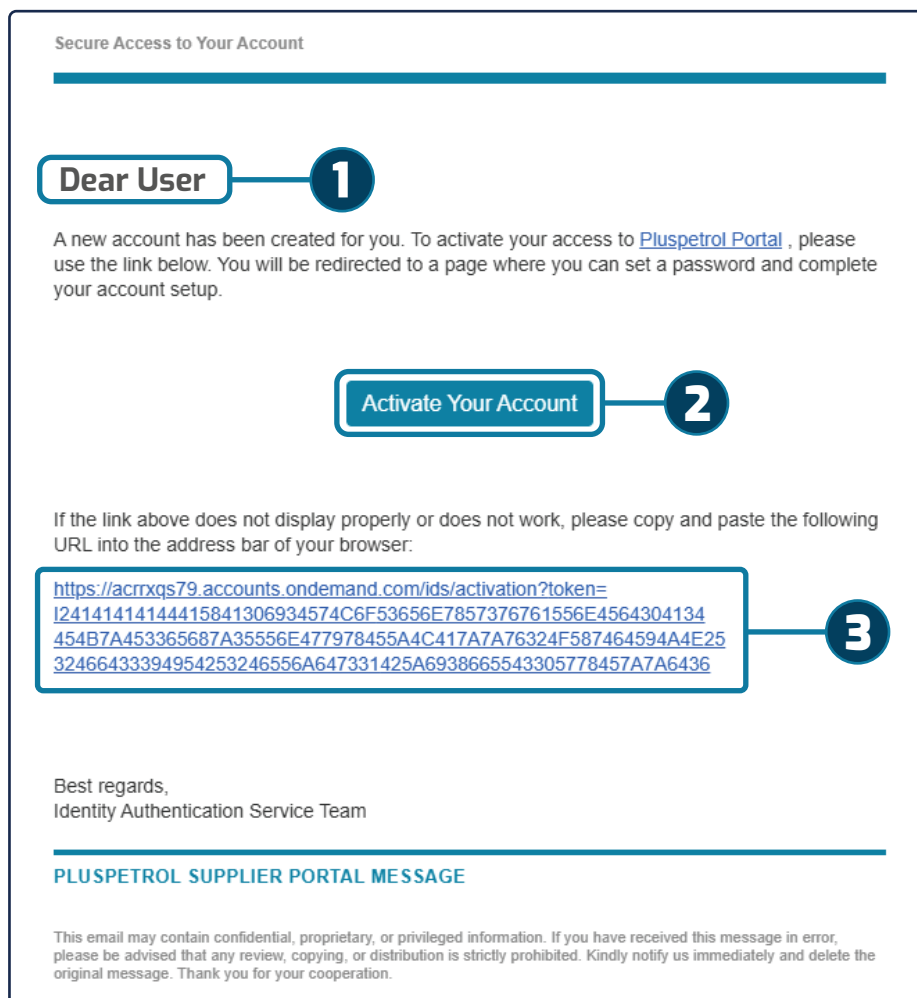 Secure Access to Your Account
Dear User
1
A new account has been created for you. To activate your access to Pluspetrol Portal , please
use the link below. You will be redirected to a page where you can set a password and complete
your account setup.
Activate Your Account
2
If the link above does not display properly or does not work, please copy and paste the following
URL into the address bar of your browser:
https://acrrxqs79.accounts.ondemand.com/ids/activation?token=
I24141414144415841306934574C6F53656E7857376761556E4564304134
454B7A453365687A35556E477978455A4C417A7A76324F587464594A4E25
32466433394954253246556A647331425A6938665543305778457A7A6436
3
Best regards,
Identity Authentication Service Team
PLUSPETROL SUPPLIER PORTAL MESSAGE
This email may contain confidential, proprietary, or privileged information. If you have received this message in error,
please be advised that any review, copying, or distribution is strictly prohibited. Kindly notify us immediately and delete the
original message. Thank you for your cooperation.